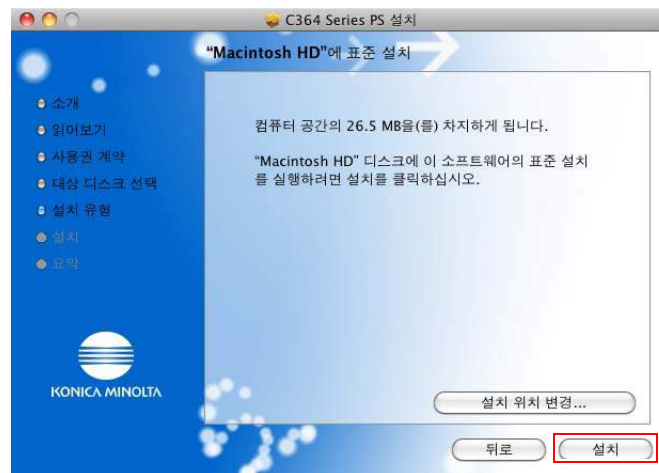 C364 Series PS 설치
“Macintosh HD”에 표준 설치
소개
읽어보기
사용권 계약
대상 디스크 선택
설치 유형
설치
요약
컴퓨터 공간의 26.5 MB을(를) 차지하게 됩니다.
“Macintosh HD” 디스크에 이 소프트웨어의 표준 설치
를 실행하려면 설치를 클릭하십시오.
KONICA MINOLTA
설치 위치 변경...
뒤로
설치